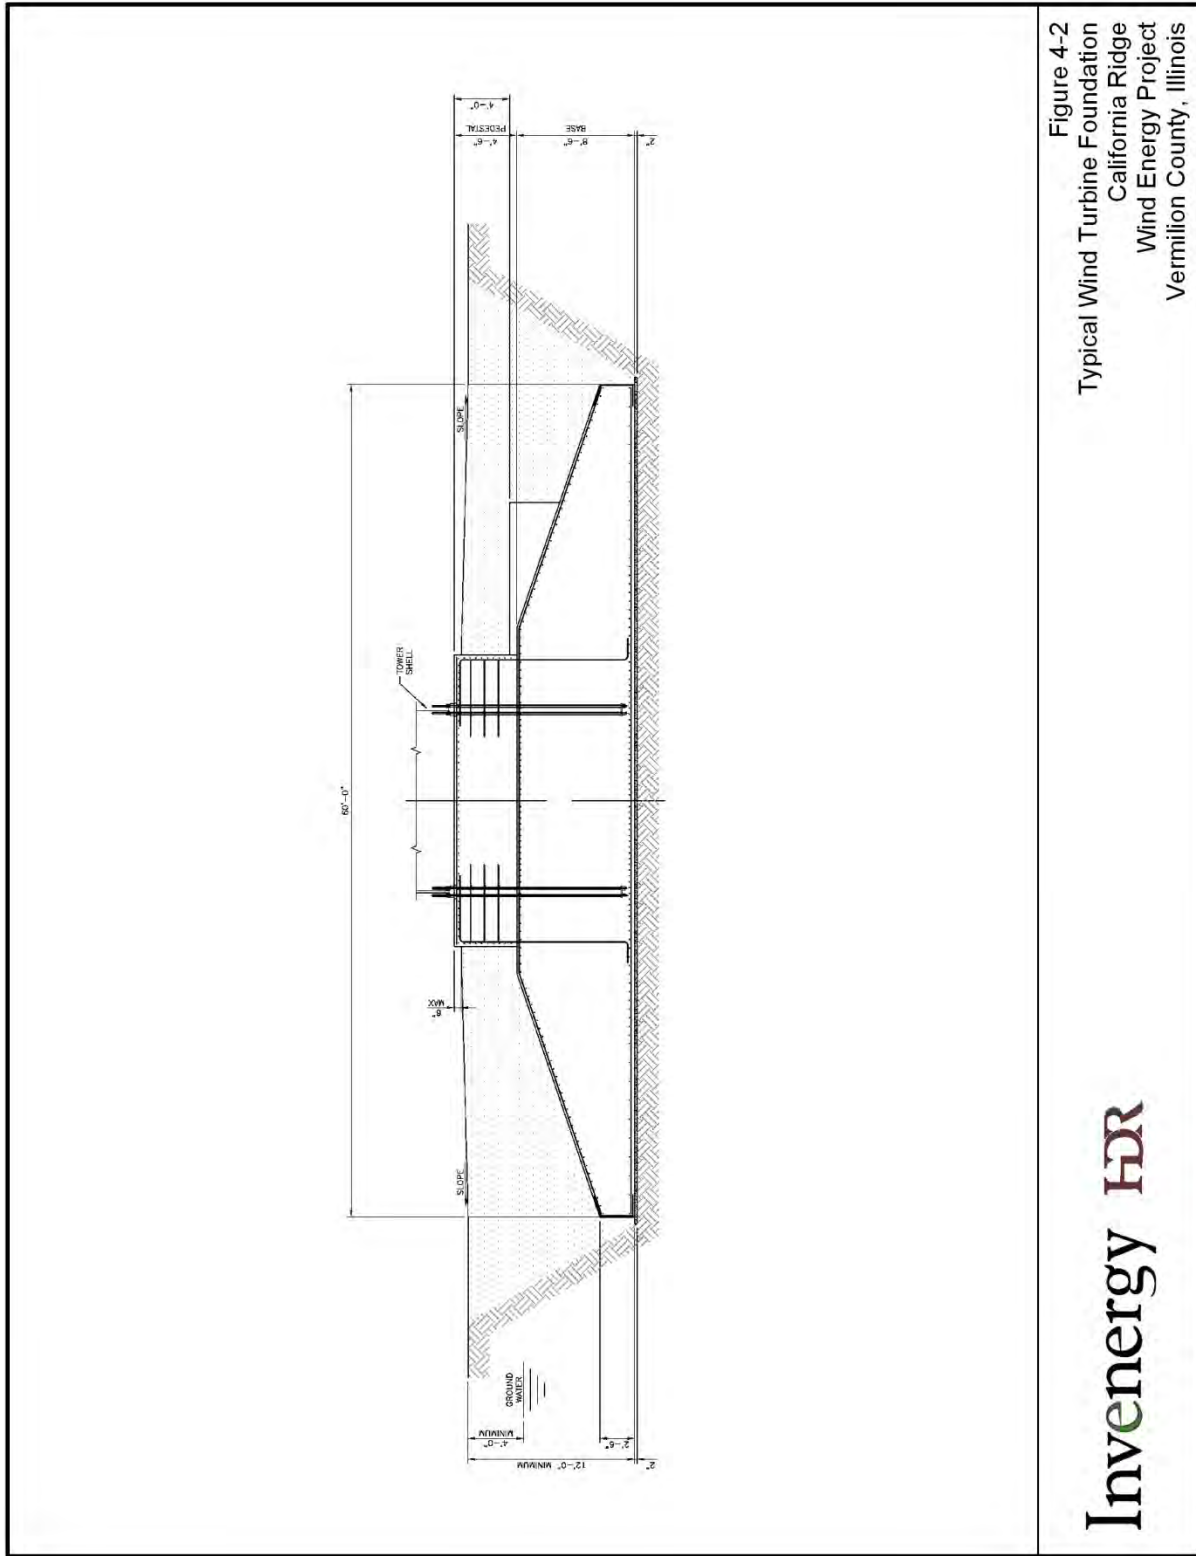 60'-0"
SLOPE
SLOPE
TOWER
SHELL
6"
MAX
4'-0"
4'-6"
PEDESTAL
8'-6"
BASE
2"
GROUND
WATER
4'-0"
MINIMUM
12'-0" MINIMUM
2'-6"
2"
Figure 4-2
Typical Wind Turbine Foundation
California Ridge
Wind Energy Project
Vermilion County, Illinois
Invenergy HDR